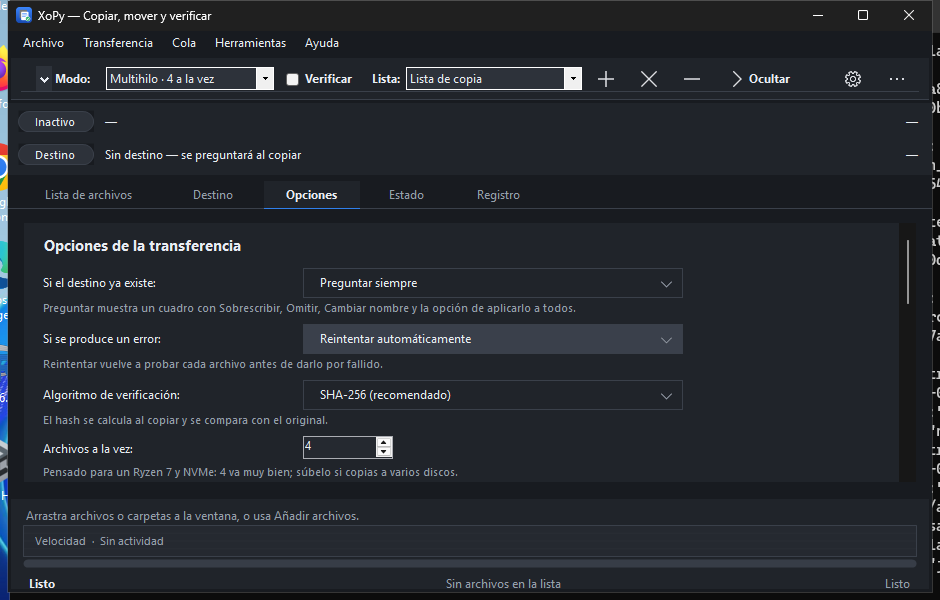 XoPy — Copiar, mover y verificar
Archivo Transferencia Cola Herramientas Ayuda
Modo: Multihilo · 4 a la vez Verificar Lista: Lista de copia Ocultar
Inactivo —
Destino Sin destino — se preguntará al copiar
Lista de archivos Destino Opciones Estado Registro
Opciones de la transferencia
Si el destino ya existe: Preguntar siempre
Preguntar muestra un cuadro con Sobrescribir, Omitir, Cambiar nombre y la opción de aplicarlo a todos.
Si se produce un error: Reintentar automáticamente
Reintentar vuelve a probar cada archivo antes de darlo por fallido.
Algoritmo de verificación: SHA-256 (recomendado)
El hash se calcula al copiar y se compara con el original.
Archivos a la vez: 4
Pensado para un Ryzen 7 y NVMe: 4 va muy bien; súbelo si copias a varios discos.
Arrastra archivos o carpetas a la ventana, o usa Añadir archivos.
Velocidad · Sin actividad
Listo Sin archivos en la lista Listo